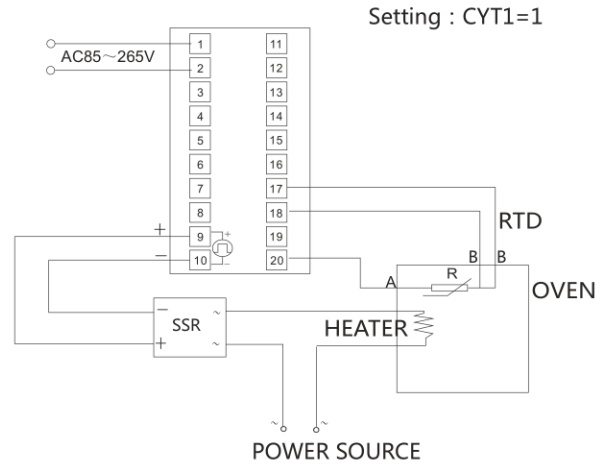 Setting : CYT1=1
AC85～265V
1 11
2 12
3 13
4 14
5 15
6 16
7 17
8 18
9 19
10 20
+
−
+
−
RTD
B B
A
R
OVEN
HEATER
− ~
SSR
+ ~
~ ~
POWER SOURCE